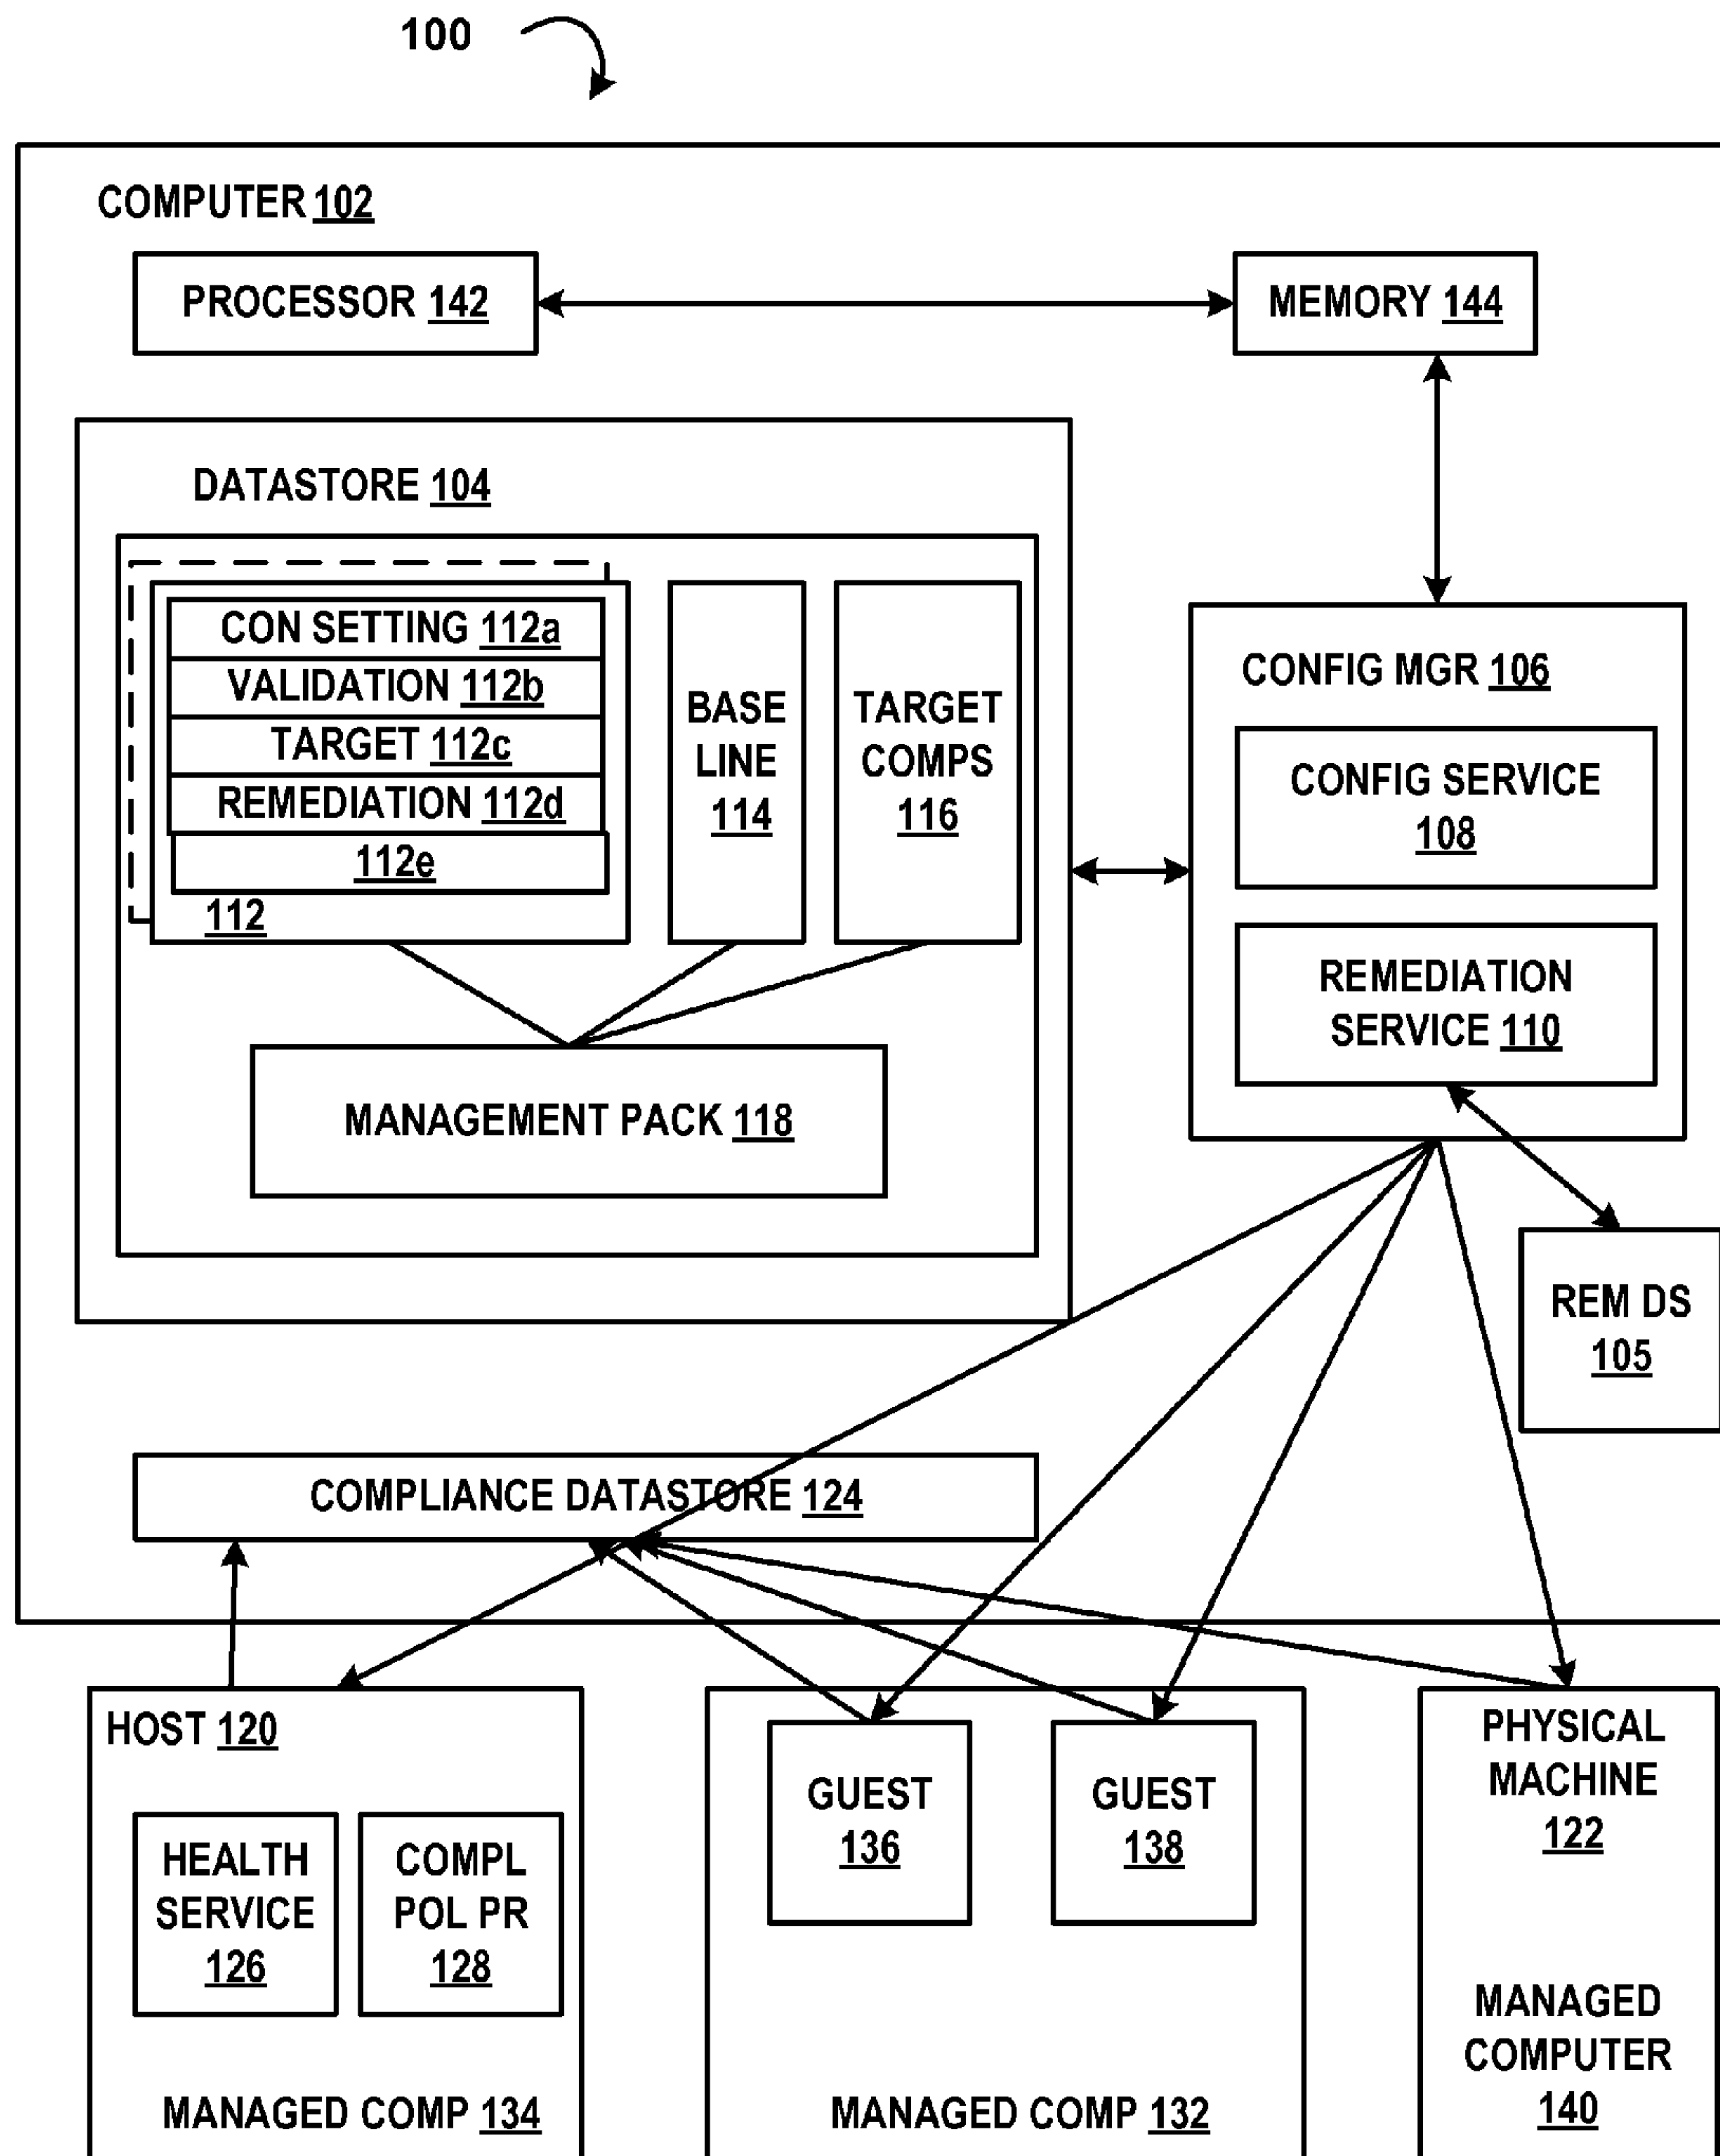 100
COMPUTER 102
PROCESSOR 142
MEMORY 144
DATASTORE 104
CON SETTING 112a
VALIDATION 112b
TARGET 112c
REMEDIATION 112d
112e
112
BASE
LINE
114
TARGET
COMPS
116
MANAGEMENT PACK 118
CONFIG MGR 106
CONFIG SERVICE
108
REMEDIATION
SERVICE 110
REM DS
105
COMPLIANCE DATASTORE 124
HOST 120
HEALTH
SERVICE
126
COMPL
POL PR
128
MANAGED COMP 134
GUEST
136
GUEST
138
MANAGED COMP 132
PHYSICAL
MACHINE
122
MANAGED
COMPUTER
140